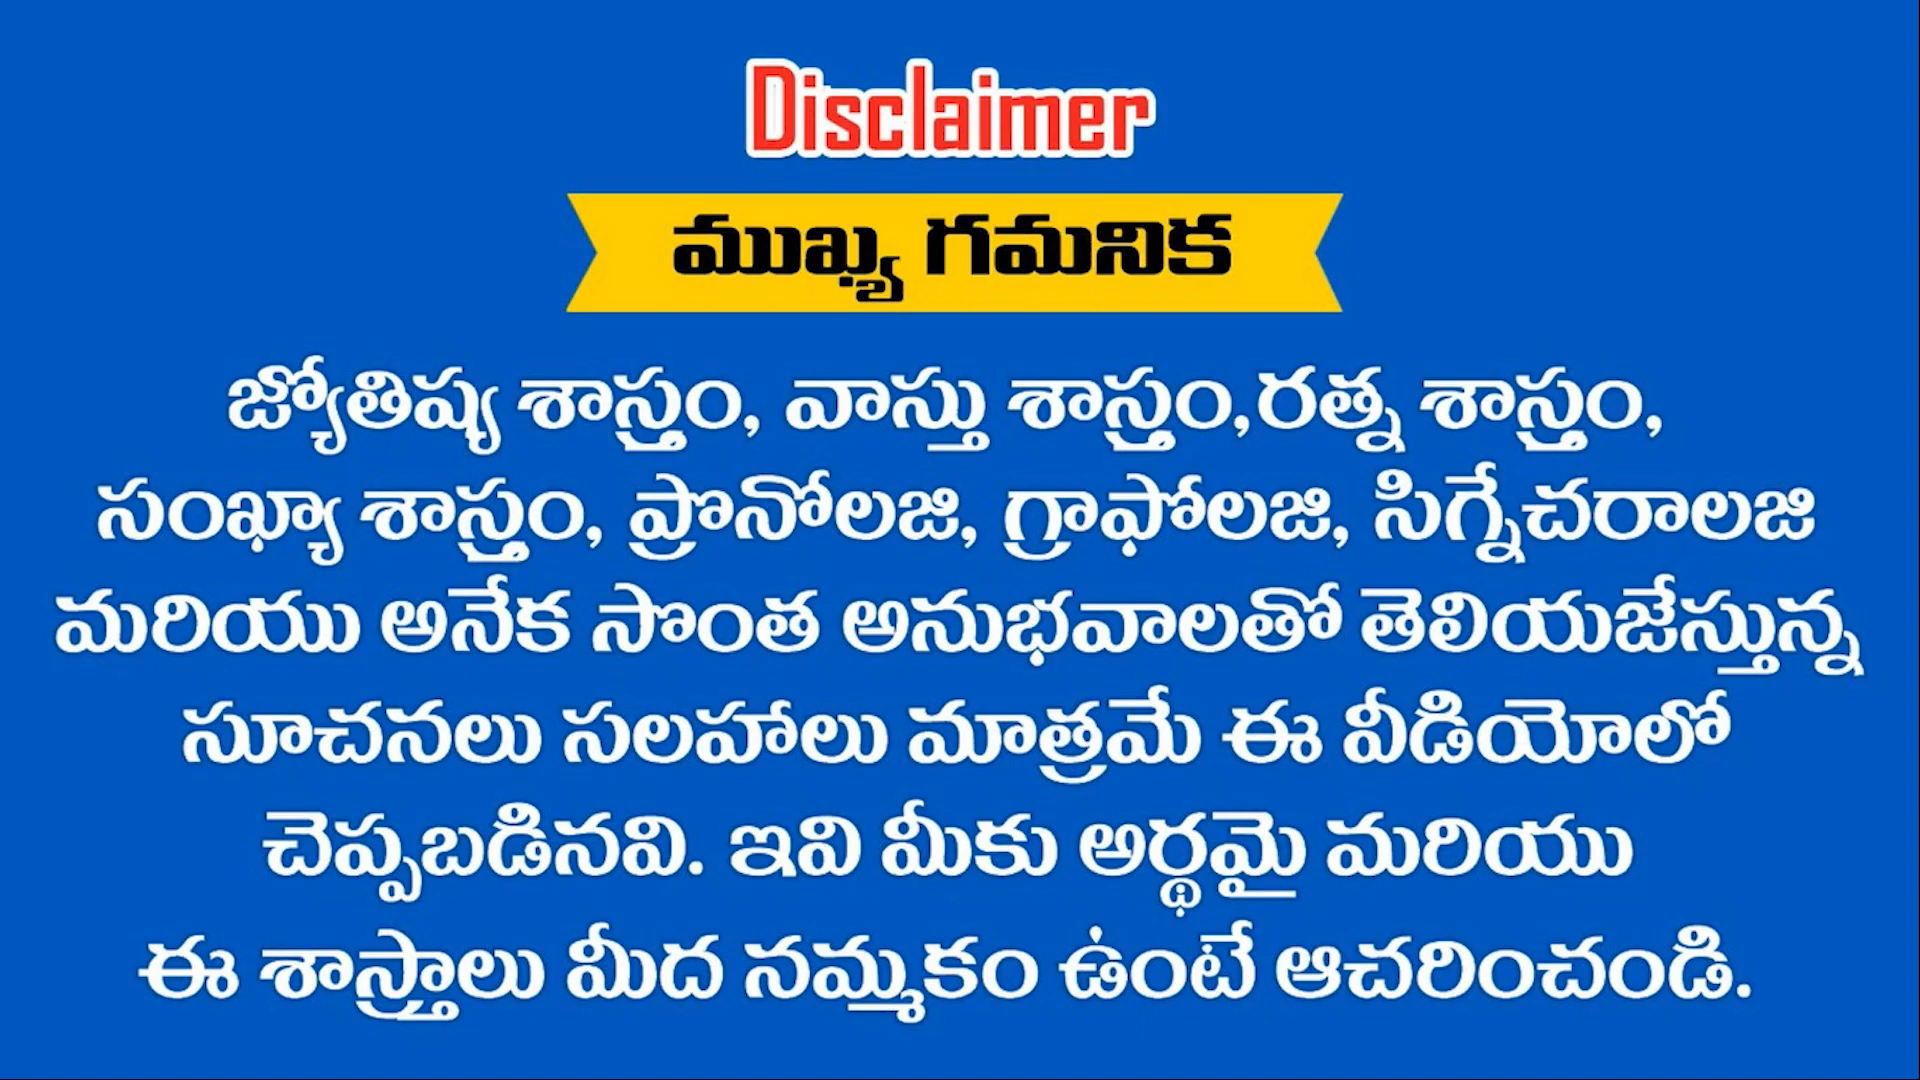 Disclaimer
ముఖ్య గమనిక
జ్యోతిష్య శాస్త్రం, వాస్తు శాస్త్రం,రత్న శాస్త్రం,
సంఖ్యా శాస్త్రం, ప్రొనోలజి, గ్రాఫోలజి, సిగ్నేచరాలజి
మరియు అనేక సొంత అనుభవాలతో తెలియజేస్తున్న
సూచనలు సలహాలు మాత్రమే ఈ వీడియోలో
చెప్పబడినవి. ఇవి మీకు అర్థమై మరియు
ఈ శాస్త్రాలు మీద నమ్మకం ఉంటే ఆచరించండి.